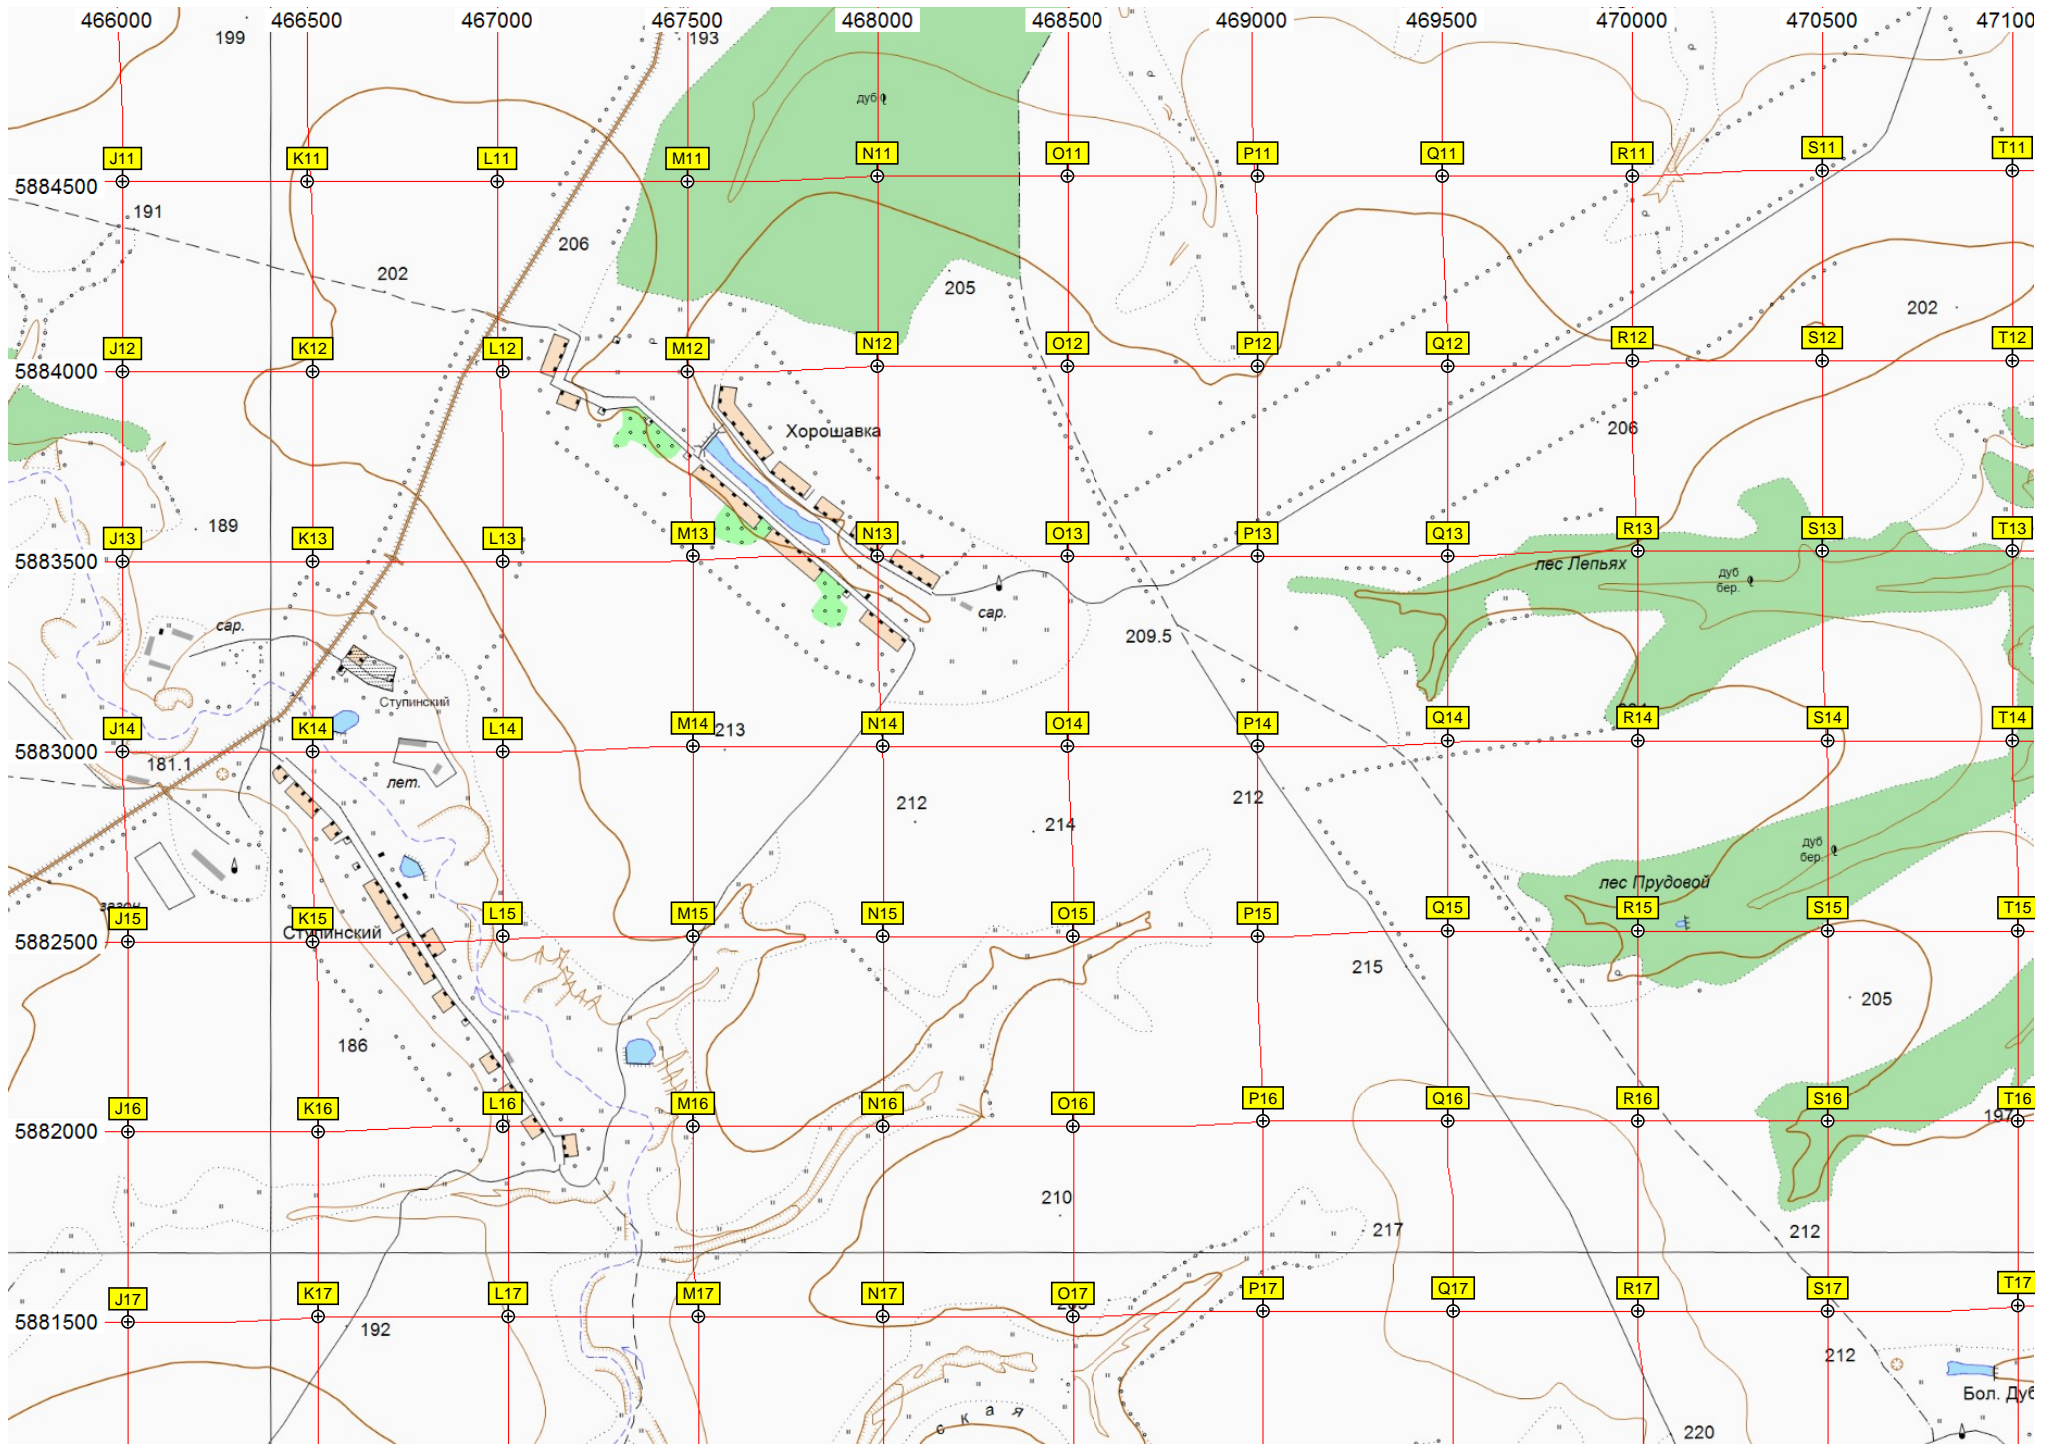 466000 466500 467000 467500 468000 468500 469000 469500 470000 470500 47100
199 193
дуб
J11 K11 L11 M11 N11 O11 P11 Q11 R11 S11 T11
5884500
191
206
202
205
202
J12 K12 L12 M12 N12 O12 P12 Q12 R12 S12 T12
5884000
Хорошавка
206
189
J13 K13 L13 M13 N13 O13 P13 Q13 R13 S13 T13
5883500
лес Лепьях
дуб
бер.
сар.
сар.
209.5
Ступинский
J14 K14 L14 M14 N14 O14 P14 Q14 R14 S14 T14
213
5883000
181.1
лет.
212
214
212
дуб
бер.
лес Прудовой
J15 K15 L15 M15 N15 O15 P15 Q15 R15 S15 T15
Ступинский
5882500
215
205
186
J16 K16 L16 M16 N16 O16 P16 Q16 R16 S16 T16
197
5882000
210
217
212
J17 K17 L17 M17 N17 O17 P17 Q17 R17 S17 T17
5881500
192
212
Бол. Дуб
ская
220